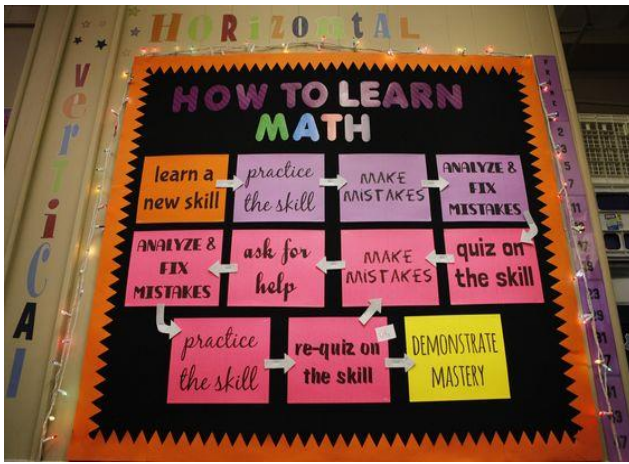 HORizontAL
veRTiCAl
HOW TO LEARN
MATH
learn a
new skill
practice
the skill
MAKE
MISTAKES
ANALYZE &
FIX
MISTAKES
ANALYZE &
FIX
MISTAKES
ask for
help
MAKE
MISTAKES
quiz on
the skill
practice
the skill
re-quiz on
the skill
DEMONSTRATE
MASTERY